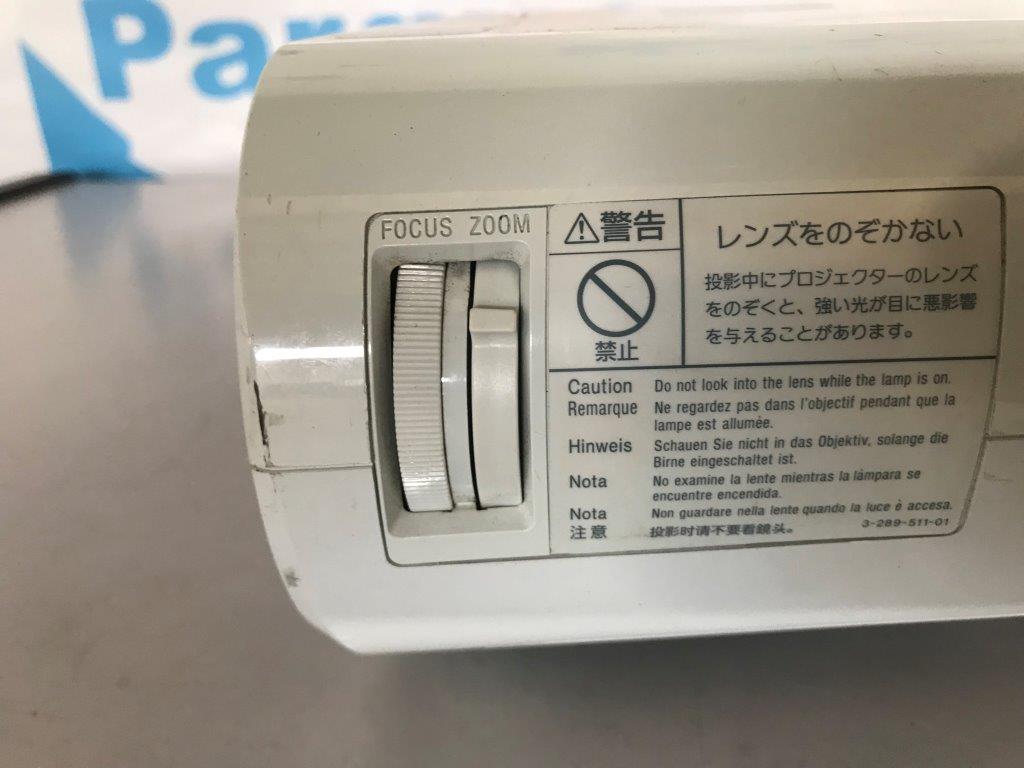 FOCUS ZOOM
⚠警告
禁止
レンズをのぞかない
投影中にプロジェクターのレンズ
をのぞくと、強い光が目に悪影響
を与えることがあります。
Caution Do not look into the lens while the lamp is on.
Remarque Ne regardez pas dans l'objectif pendant que la
lampe est allumée.
Hinweis Schauen Sie nicht in das Objektiv, solange die
Birne eingeschaltet ist.
Nota No examine la lente mientras la lámpara se
encuentre encendida.
Nota Non guardare nella lente quando la luce è accesa.
注意 投影时请不要看鏡头。
3-289-511-01